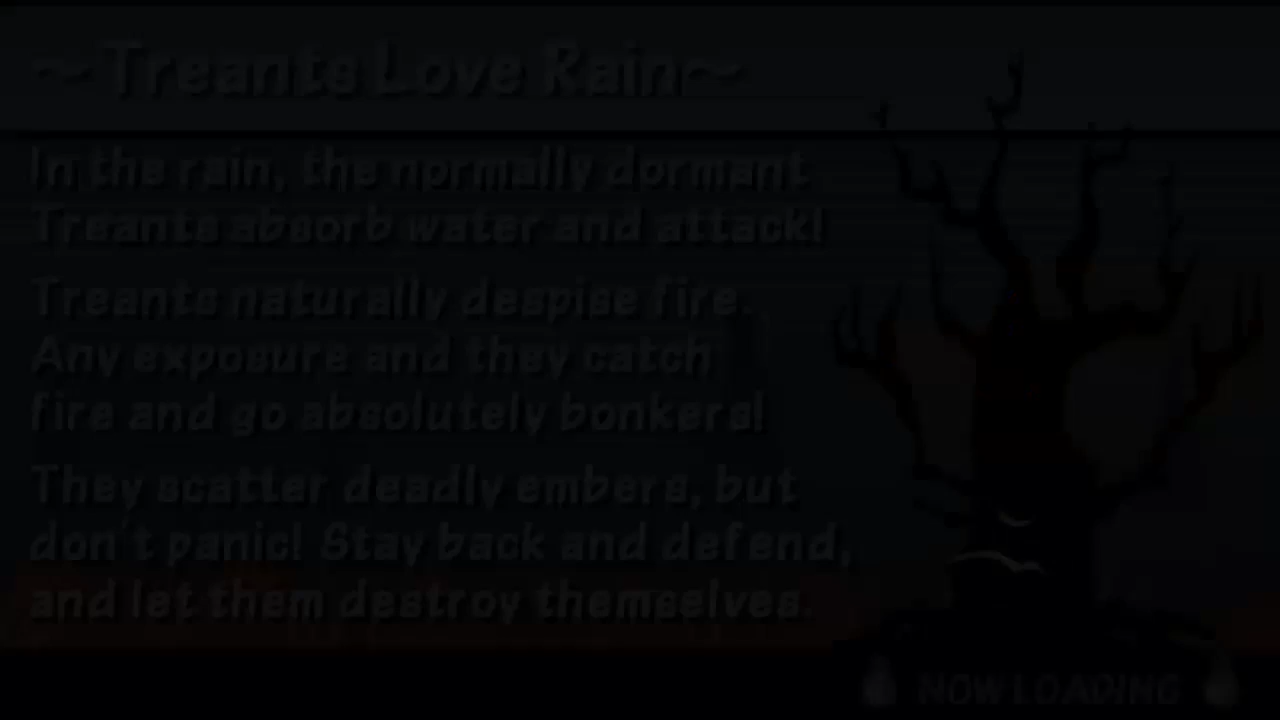 ~Treants Love Rain~
In the rain, the normally dormant
Treants absorb water and attack!
Treants naturally despise fire.
Any exposure and they catch
fire and go absolutely bonkers!
They scatter deadly embers, but
don't panic! Stay back and defend,
and let them destroy themselves.
NOW LOADING